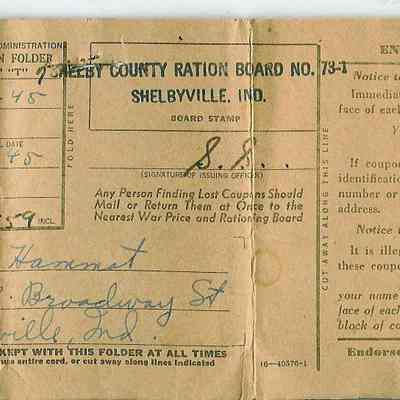 DMINISTRATION
N FOLDER
"T"
- 45
L DATE
45
59 INCL.
FOLD HERE
SHELBY COUNTY RATION BOARD NO. 73-1
SHELBYVILLE, IND.
BOARD STAMP
S. S. . .
(SIGNATURE OF ISSUING OFFICER)
Any Person Finding Lost Coupons Should
Mail or Return Them at Once to the
Nearest War Price and Rationing Board
Hammat
Broadway St
ville, Ind.
KEPT WITH THIS FOLDER AT ALL TIMES
entire card, or cut away along lines indicated
16—40576-1
CUT AWAY ALONG THIS LINE
EN
Notice t
Immedia
face of each
Y
If coupo
identificatio
number or
address.
Notice t
It is illeg
these coupo
your name
face of each
block of co
Endorse